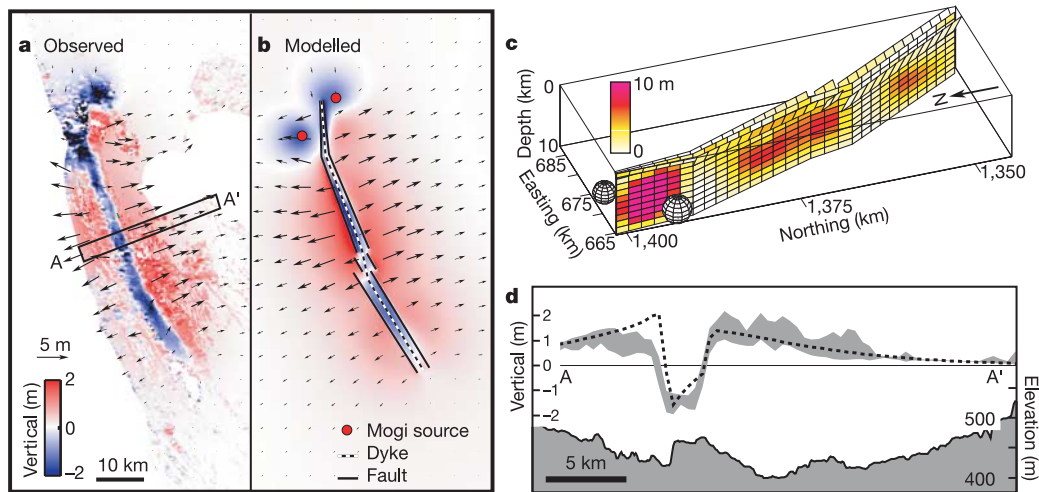 a Observed
A
A'
5 m
Vertical (m)
2
0
−2
10 km
b Modelled
Mogi source
Dyke
Fault
c
Depth (km)
0
10
10 m
0
N
685
675
665
Easting (km)
1,400
1,375
1,350
Northing (km)
d
Vertical (m)
2
1
0
−1
−2
A
A'
5 km
Elevation (m)
500
400